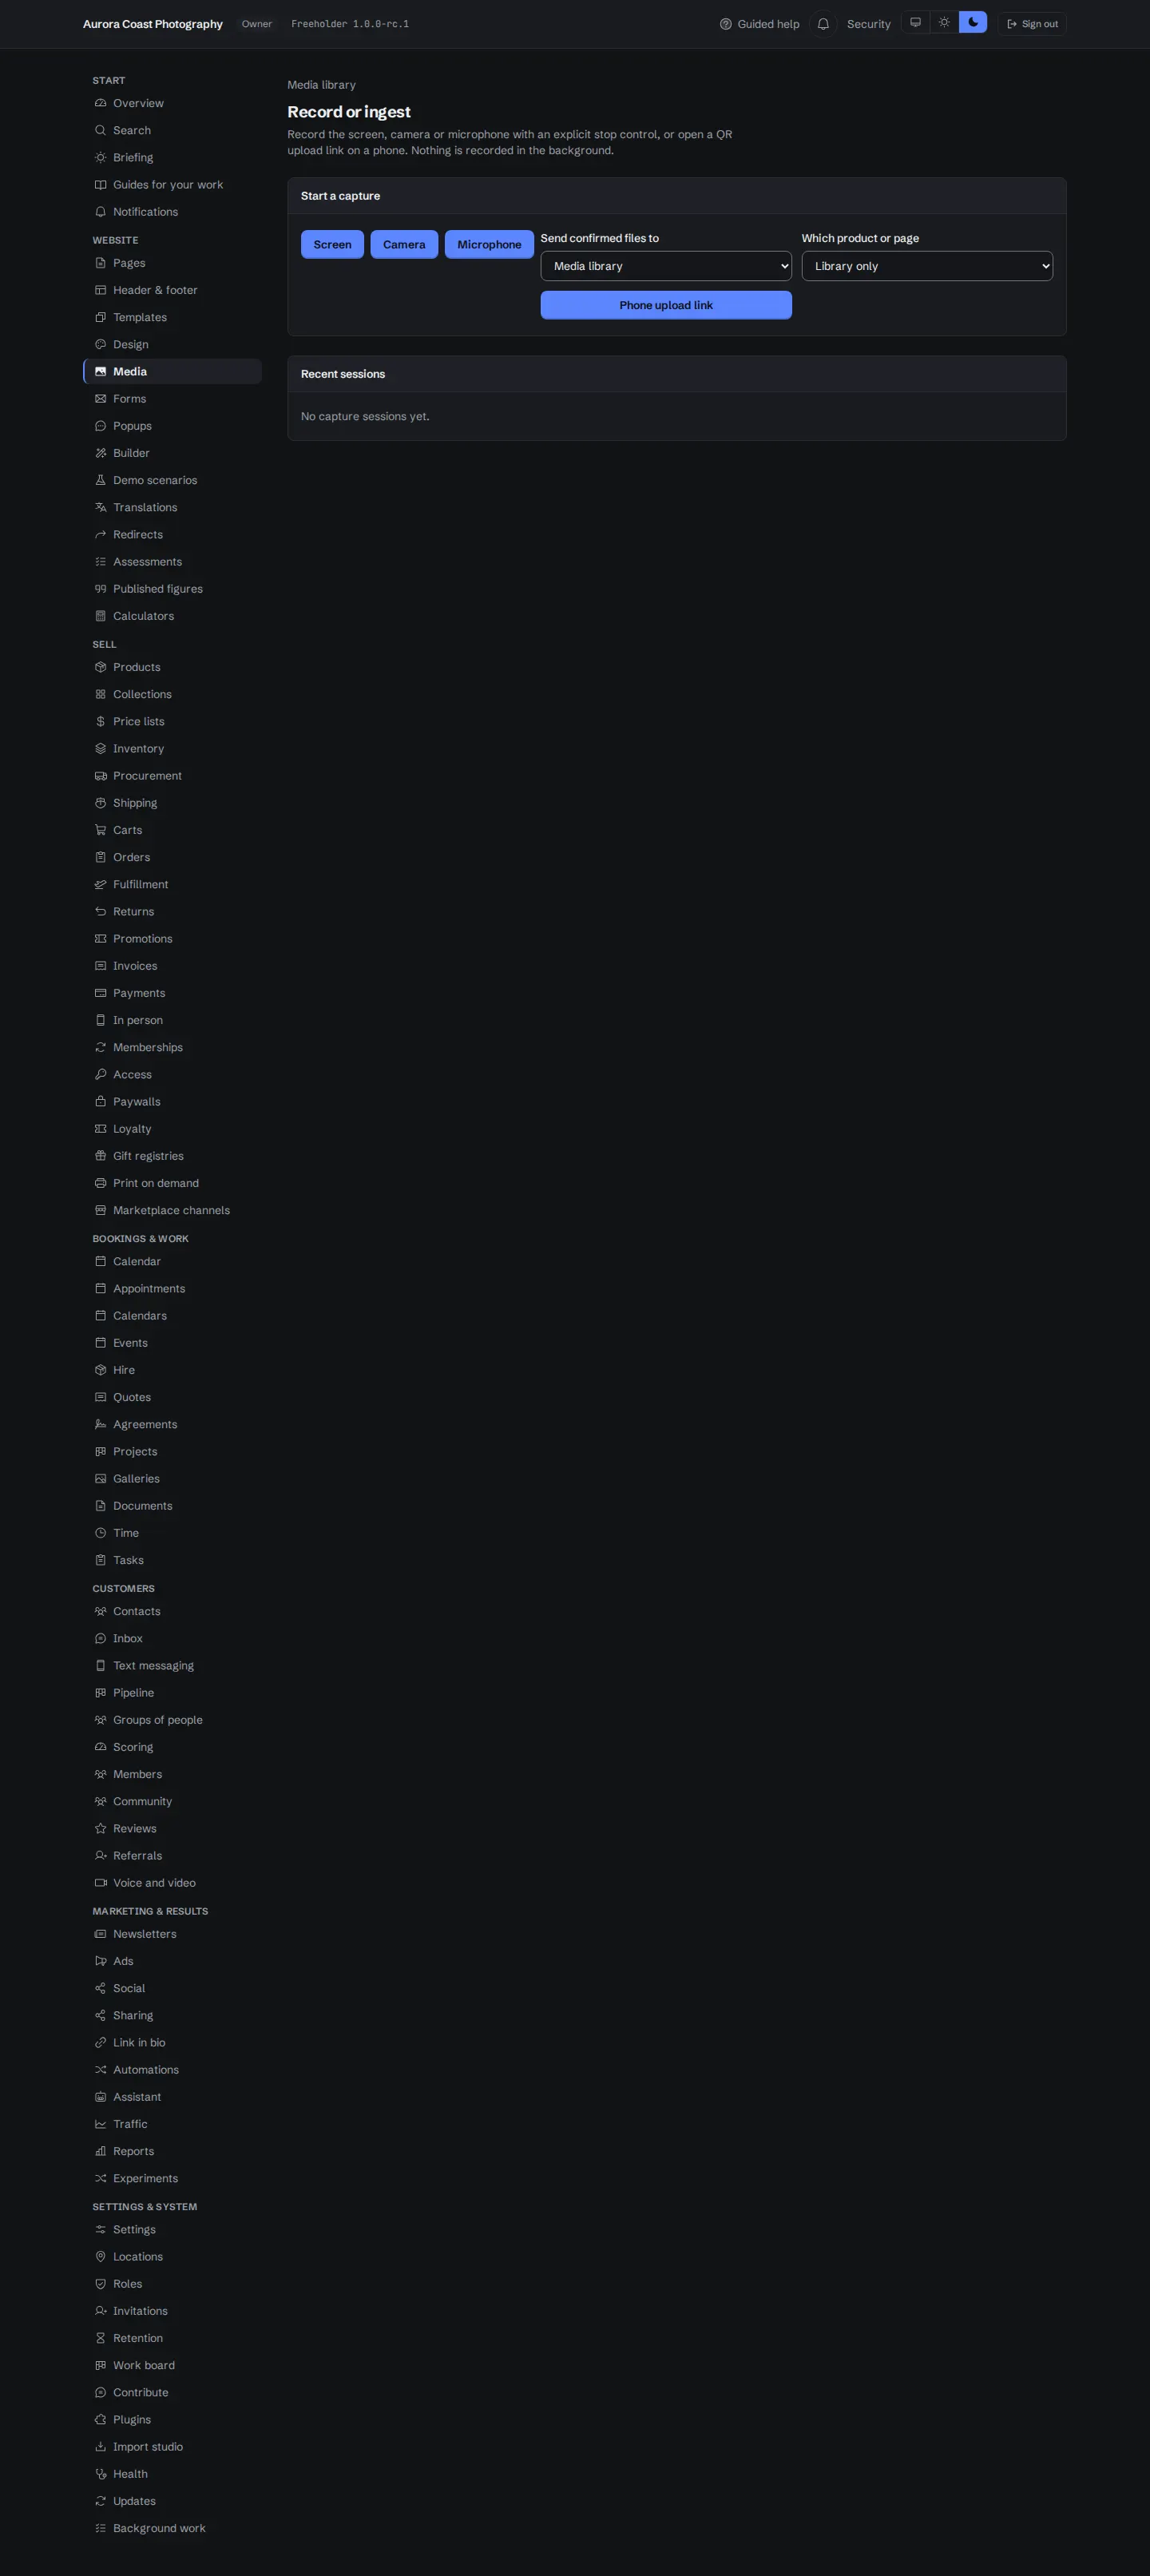 Aurora Coast Photography Owner Freeholder 1.0.0-rc.1 Guided help Security Sign out
START
Overview
Search
Briefing
Guides for your work
Notifications
WEBSITE
Pages
Header & footer
Templates
Design
Media
Forms
Popups
Builder
Demo scenarios
Translations
Redirects
Assessments
Published figures
Calculators
SELL
Products
Collections
Price lists
Inventory
Procurement
Shipping
Carts
Orders
Fulfillment
Returns
Promotions
Invoices
Payments
In person
Memberships
Access
Paywalls
Loyalty
Gift registries
Print on demand
Marketplace channels
BOOKINGS & WORK
Calendar
Appointments
Calendars
Events
Hire
Quotes
Agreements
Projects
Galleries
Documents
Time
Tasks
CUSTOMERS
Contacts
Inbox
Text messaging
Pipeline
Groups of people
Scoring
Members
Community
Reviews
Referrals
Voice and video
MARKETING & RESULTS
Newsletters
Ads
Social
Sharing
Link in bio
Automations
Assistant
Traffic
Reports
Experiments
SETTINGS & SYSTEM
Settings
Locations
Roles
Invitations
Retention
Work board
Contribute
Plugins
Import studio
Health
Updates
Background work
Media library
Record or ingest
Record the screen, camera or microphone with an explicit stop control, or open a QR
upload link on a phone. Nothing is recorded in the background.
Start a capture
Screen Camera Microphone
Send confirmed files to
Media library
Phone upload link
Which product or page
Library only
Recent sessions
No capture sessions yet.